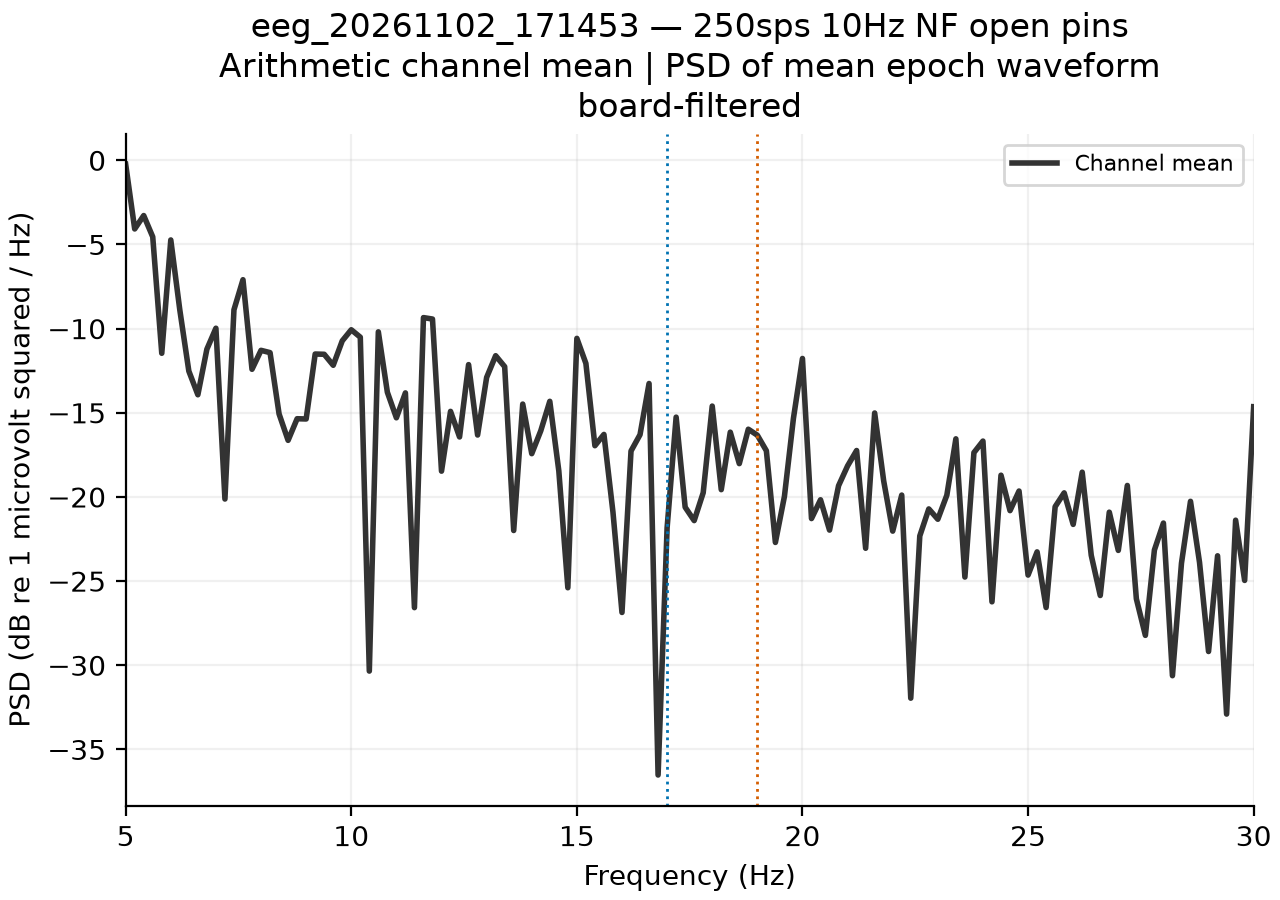 eeg_20261102_171453 — 250sps 10Hz NF open pins
Arithmetic channel mean | PSD of mean epoch waveform
board-filtered
Channel mean
PSD (dB re 1 microvolt squared / Hz)
0
−5
−10
−15
−20
−25
−30
−35
5
10
15
20
25
30
Frequency (Hz)